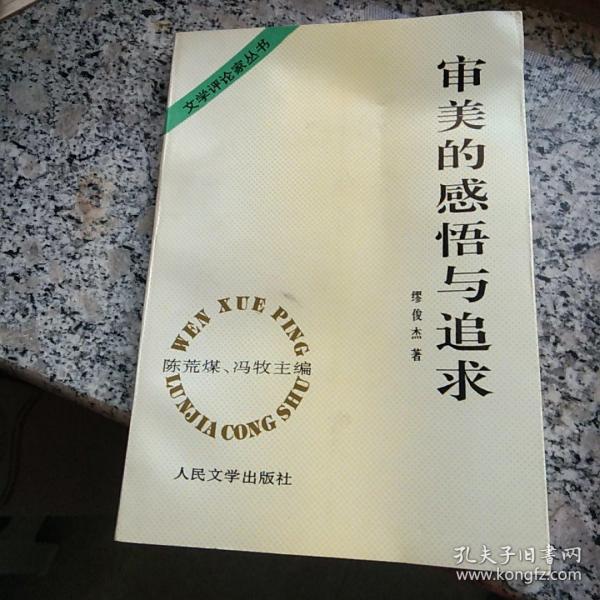 文学评论家丛书
审美的感悟与追求
缪俊杰著
WEN XUE PING
陈荒煤、冯牧主编
LUNJIA CONG SHU
人民文学出版社
孔夫子旧书网
www.kongfz.com